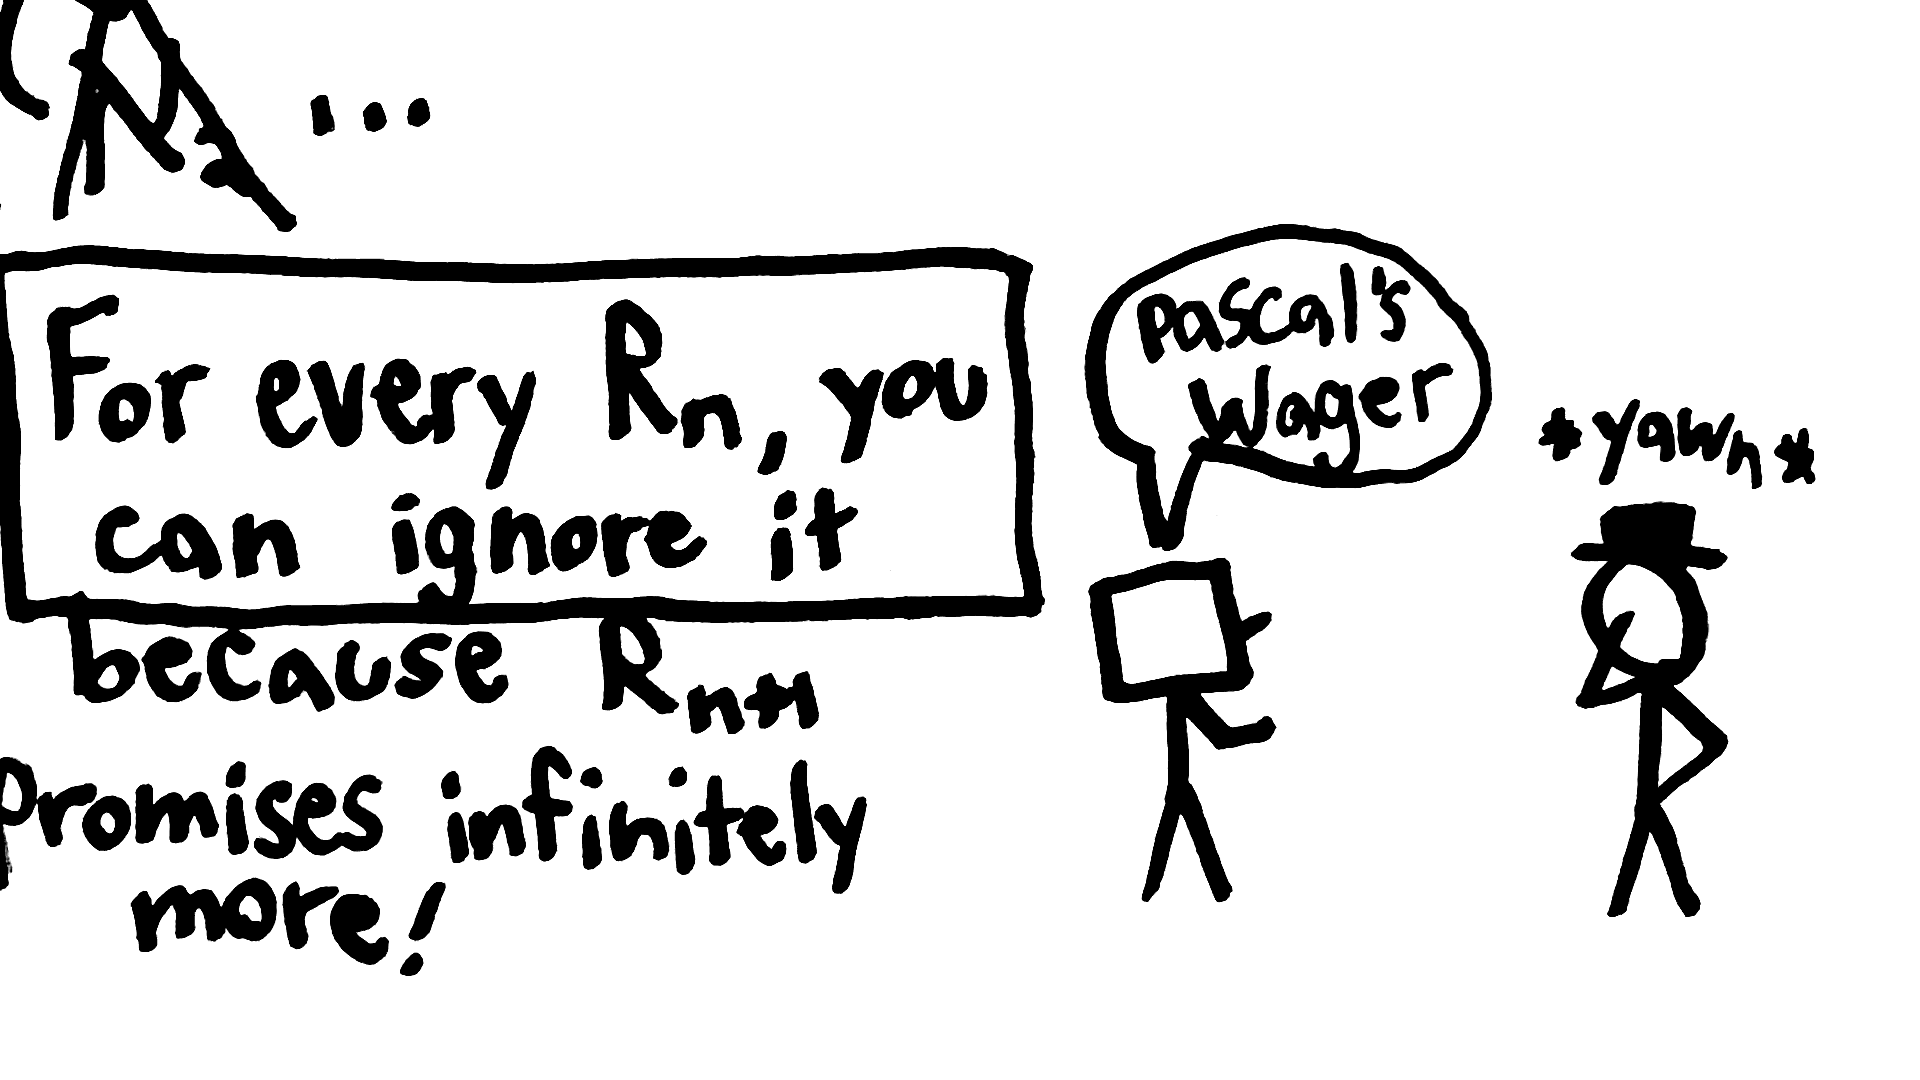 ...
For every Rn, you
can ignore it
because Rn+1
Promises infinitely
more!
Pascal's
Wager
*yawn*